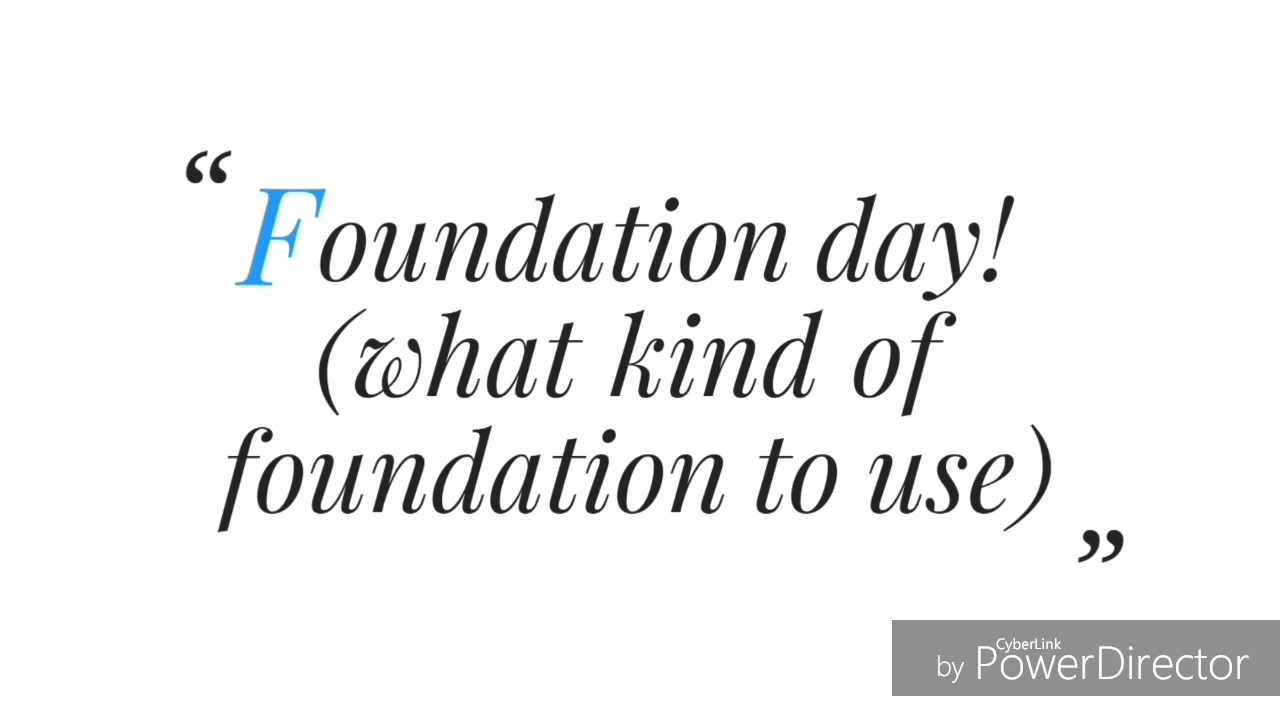 “Foundation day!
(what kind of
foundation to use)”
CyberLink
by PowerDirector